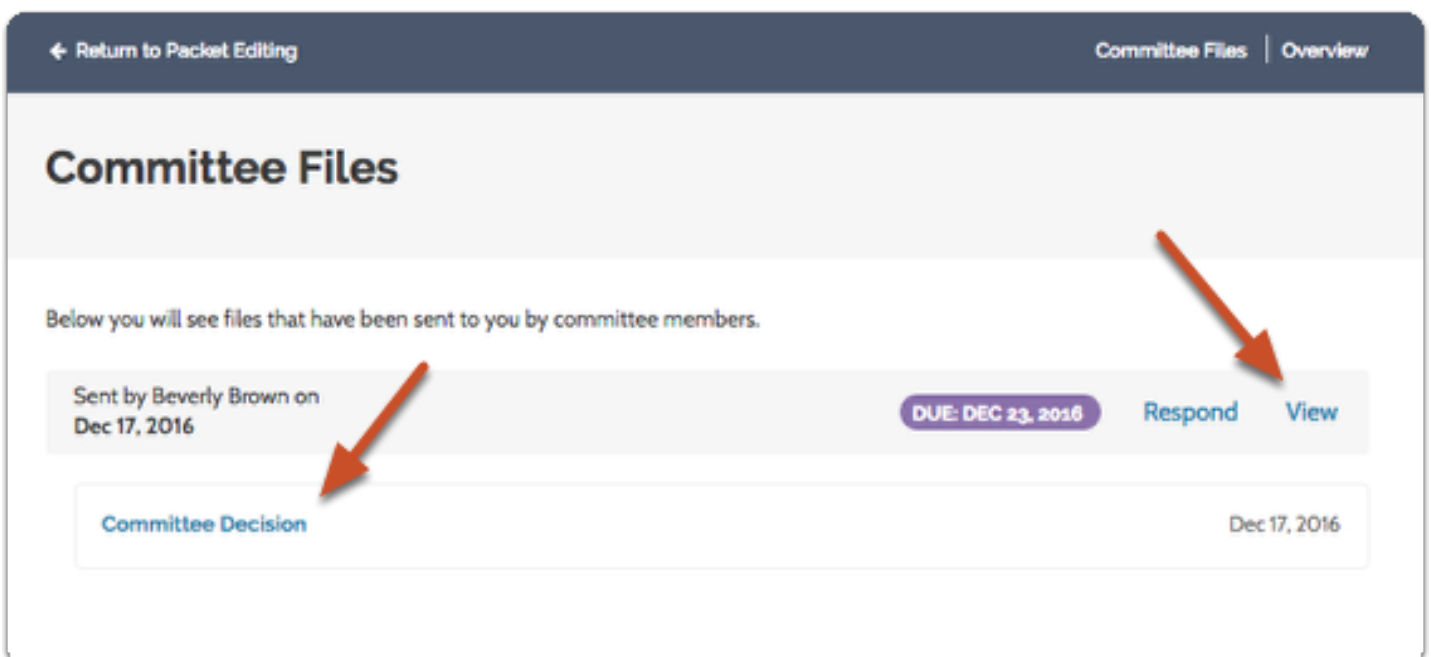 ← Return to Packet Editing
Committee Files | Overview
Committee Files
Below you will see files that have been sent to you by committee members.
Sent by Beverly Brown on
Dec 17, 2016
DUE: DEC 23, 2016
Respond
View
Committee Decision
Dec 17, 2016